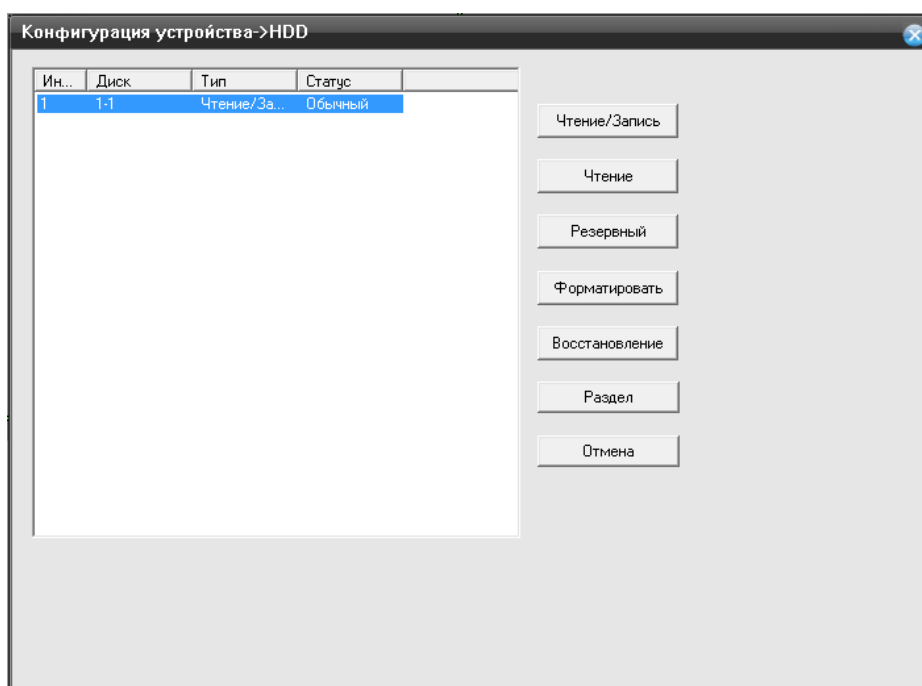 Конфигурация устройства->HDD
Ин... Диск Тип Статус
1 1-1 Чтение/За... Обычный
Чтение/Запись
Чтение
Резервный
Форматировать
Восстановление
Раздел
Отмена